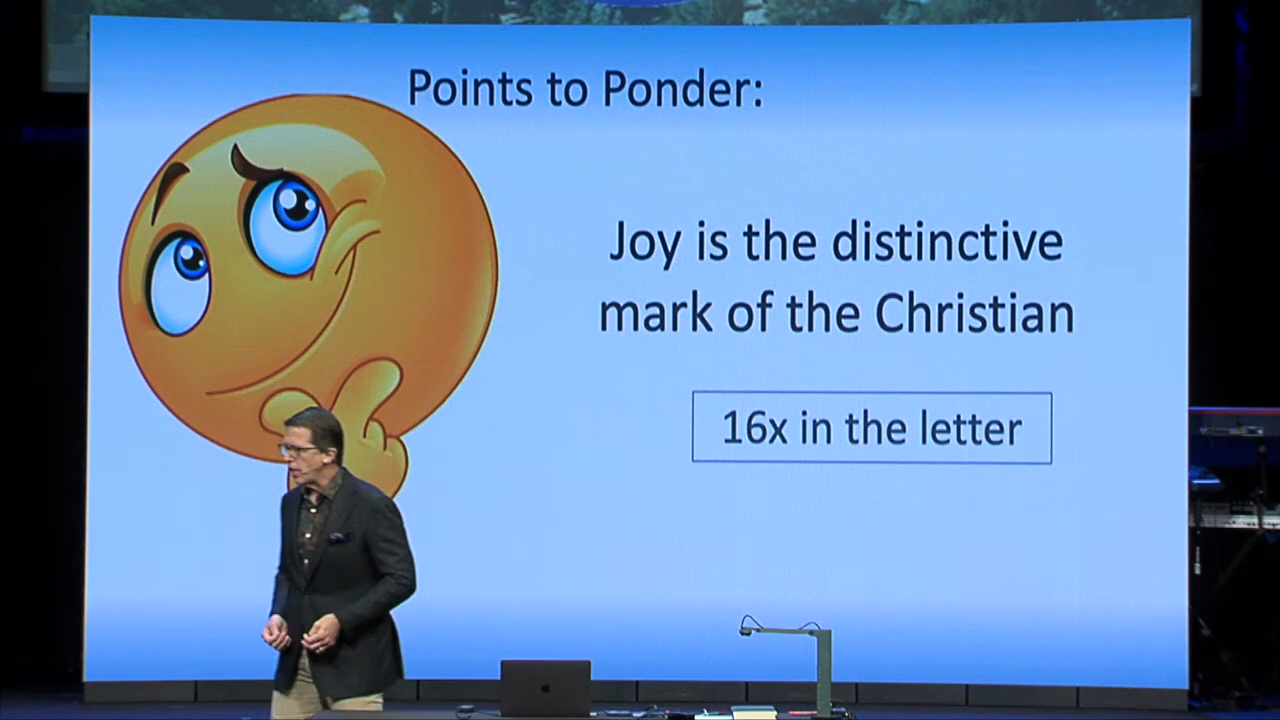 Points to Ponder:
Joy is the distinctive
mark of the Christian
16x in the letter